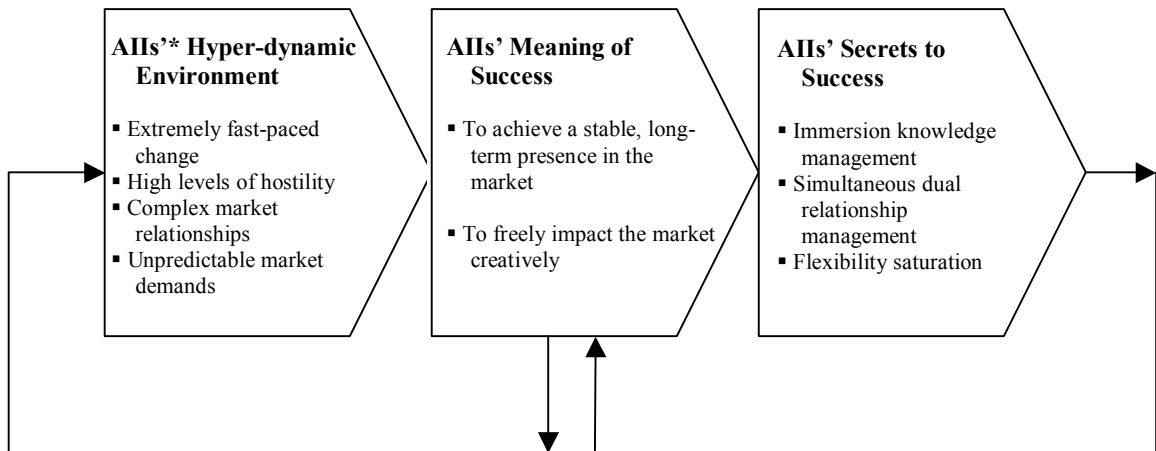 AIIs’* Hyper-dynamic
Environment
▪ Extremely fast-paced
change
▪ High levels of hostility
▪ Complex market
relationships
▪ Unpredictable market
demands
AIIs’ Meaning of
Success
▪ To achieve a stable, long-
term presence in the
market
▪ To freely impact the market
creatively
AIIs’ Secrets to
Success
▪ Immersion knowledge
management
▪ Simultaneous dual
relationship
management
▪ Flexibility saturation